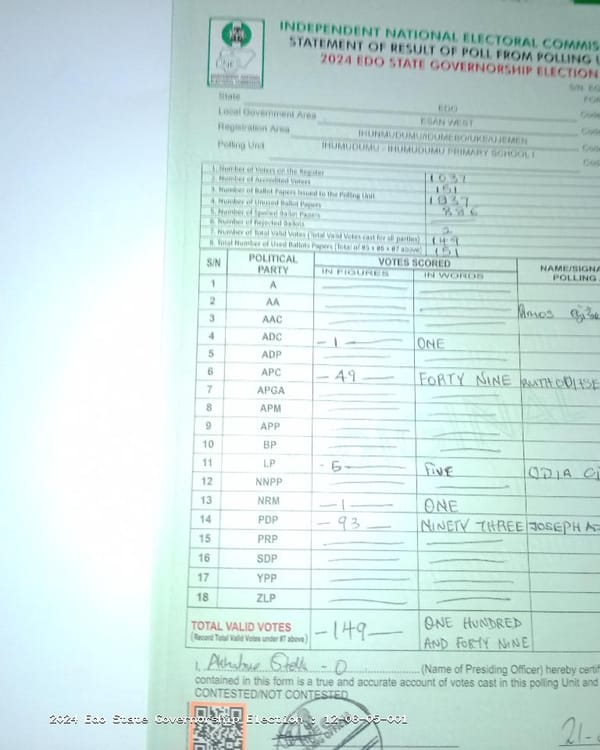 INDEPENDENT NATIONAL ELECTORAL COMMIS
STATEMENT OF RESULT OF POLL FROM POLLING U
2024 EDO STATE GOVERNORSHIP ELECTION
State EDO
Local Government Area ESAN WEST
Registration Area IHUNMUDUMU/IDUMEBO/UKE/UJEMEN
Polling Unit IHUMUDUMU - IHUMUDUMU PRIMARY SCHOOL I
1. Number of Voters on the Register 1037
2. Number of Accredited Voters 151
3. Number of Ballot Papers Issued to the Polling Unit 1037
4. Number of Unused Ballot Papers 886
5. Number of Spoiled Ballot Papers
6. Number of Rejected Ballots 2
7. Number of Total Valid Votes (Total Valid Votes cast for all parties) 149
8. Total Number of Used Ballots Papers (Total of #5 + #6 + #7 above) 151
S/N POLITICAL PARTY VOTES SCORED NAME/SIGNA
IN FIGURES IN WORDS POLLING
1 A
2 AA
3 AAC Amos
4 ADC -1- ONE
5 ADP
6 APC -49- FORTY NINE RUTH
7 APGA
8 APM
9 APP
10 BP
11 LP -5- FIVE ODIA
12 NNPP
13 NRM -1- ONE
14 PDP -93- NINETY THREE JOSEPH A
15 PRP
16 SDP
17 YPP
18 ZLP
TOTAL VALID VOTES -149- ONE HUNDRED
(Record Total Valid Votes under #7 above) AND FORTY NINE
I, (Name of Presiding Officer) hereby certif
contained in this form is a true and accurate account of votes cast in this polling Unit and
CONTESTED/NOT CONTESTED
2024 Edo State Governorship Election : 12-08-05-001
21-